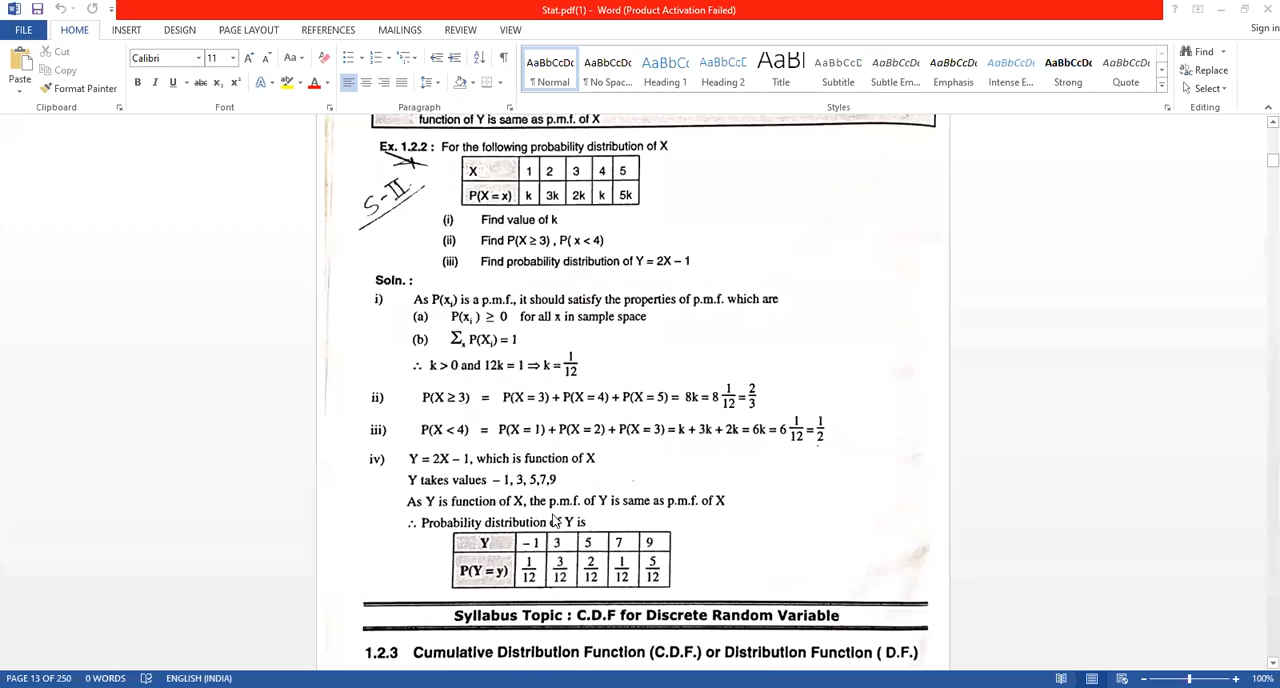 Stat.pdf(1) - Word (Product Activation Failed)
FILE HOME INSERT DESIGN PAGE LAYOUT REFERENCES MAILINGS REVIEW VIEW Sign in
Paste Cut Copy Format Painter
Calibri 11
AaBbCcDc AaBbCcDc AaBbCc AaBbCcC AaBI AaBbCcC AaBbCcDc AaBbCcDc AaBbCcDc AaBbCcDc AaBbCcDc
¶ Normal ¶ No Spac... Heading 1 Heading 2 Title Subtitle Subtle Em... Emphasis Intense E... Strong Quote
Find Replace Select
Clipboard Font Paragraph Styles Editing
function of Y is same as p.m.f. of X
Ex. 1.2.2 : For the following probability distribution of X
S-II
X 1 2 3 4 5
P(X = x) k 3k 2k k 5k
(i) Find value of k
(ii) Find P(X ≥ 3) , P( x < 4)
(iii) Find probability distribution of Y = 2X − 1
Soln. :
i) As P(xᵢ) is a p.m.f., it should satisfy the properties of p.m.f. which are
(a) P(xᵢ ) ≥ 0 for all x in sample space
(b) Σₓ P(Xᵢ) = 1
∴ k > 0 and 12k = 1 ⇒ k = 1/12
ii) P(X ≥ 3) = P(X = 3) + P(X = 4) + P(X = 5) = 8k = 8 1/12 = 2/3
iii) P(X < 4) = P(X = 1) + P(X = 2) + P(X = 3) = k + 3k + 2k = 6k = 6 1/12 = 1/2
iv) Y = 2X − 1, which is function of X
Y takes values − 1, 3, 5,7,9
As Y is function of X, the p.m.f. of Y is same as p.m.f. of X
∴ Probability distribution of Y is
Y − 1 3 5 7 9
P(Y = y) 1/12 3/12 2/12 1/12 5/12
Syllabus Topic : C.D.F for Discrete Random Variable
1.2.3 Cumulative Distribution Function (C.D.F.) or Distribution Function ( D.F.)
PAGE 13 OF 250 0 WORDS ENGLISH (INDIA) 100%